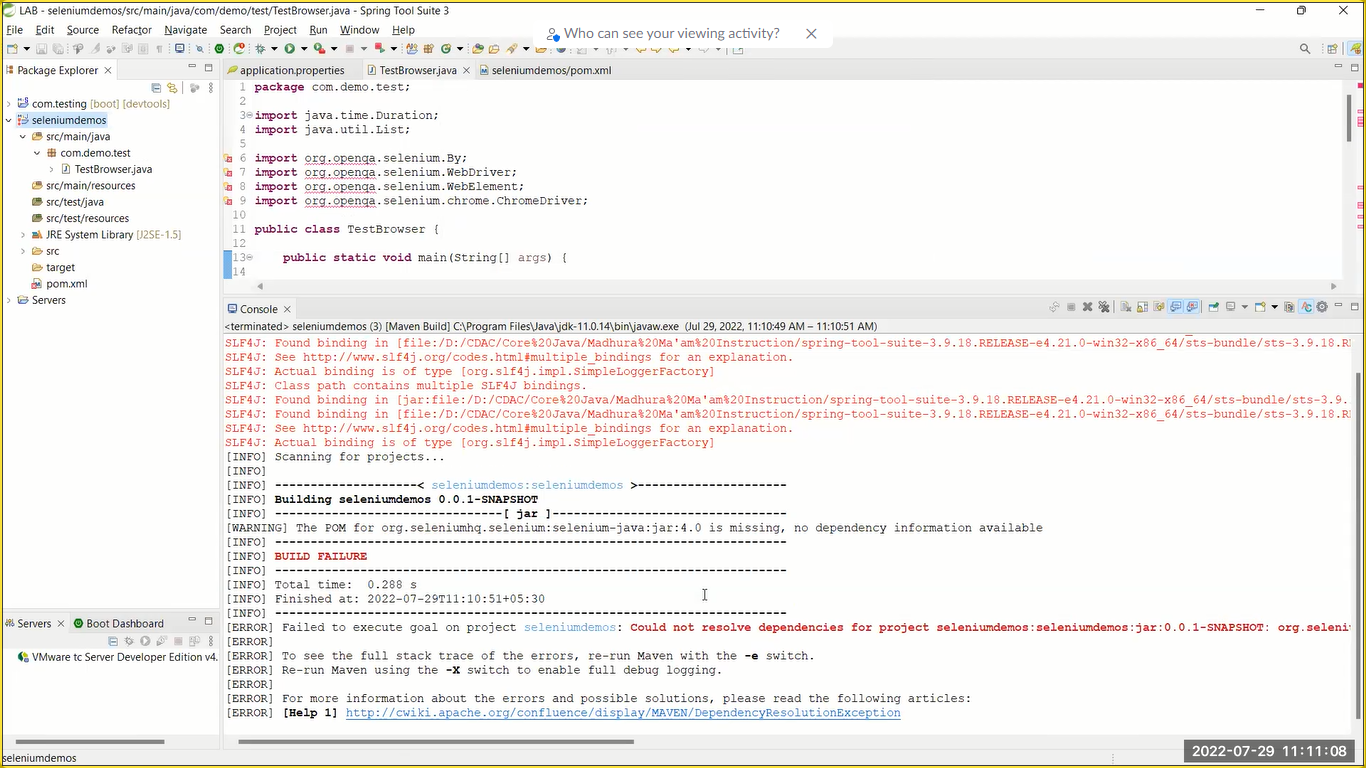 LAB - seleniumdemos/src/main/java/com/demo/test/TestBrowser.java - Spring Tool Suite 3
File Edit Source Refactor Navigate Search Project Run Window Help
Who can see your viewing activity?
Package Explorer
com.testing [boot] [devtools]
seleniumdemos
src/main/java
com.demo.test
TestBrowser.java
src/main/resources
src/test/java
src/test/resources
JRE System Library [J2SE-1.5]
src
target
pom.xml
Servers
application.properties TestBrowser.java seleniumdemos/pom.xml
1 package com.demo.test;
2
3 import java.time.Duration;
4 import java.util.List;
5
6 import org.openqa.selenium.By;
7 import org.openqa.selenium.WebDriver;
8 import org.openqa.selenium.WebElement;
9 import org.openqa.selenium.chrome.ChromeDriver;
10
11 public class TestBrowser {
12
13 public static void main(String[] args) {
14
Console
<terminated> seleniumdemos (3) [Maven Build] C:\Program Files\Java\jdk-11.0.14\bin\javaw.exe (Jul 29, 2022, 11:10:49 AM – 11:10:51 AM)
SLF4J: Found binding in [file:/D:/CDAC/Core%20Java/Madhura%20Ma'am%20Instruction/spring-tool-suite-3.9.18.RELEASE-e4.21.0-win32-x86_64/sts-bundle/sts-3.9.18.R
SLF4J: See http://www.slf4j.org/codes.html#multiple_bindings for an explanation.
SLF4J: Actual binding is of type [org.slf4j.impl.SimpleLoggerFactory]
SLF4J: Class path contains multiple SLF4J bindings.
SLF4J: Found binding in [jar:file:/D:/CDAC/Core%20Java/Madhura%20Ma'am%20Instruction/spring-tool-suite-3.9.18.RELEASE-e4.21.0-win32-x86_64/sts-bundle/sts-3.9.
SLF4J: Found binding in [file:/D:/CDAC/Core%20Java/Madhura%20Ma'am%20Instruction/spring-tool-suite-3.9.18.RELEASE-e4.21.0-win32-x86_64/sts-bundle/sts-3.9.18.R
SLF4J: See http://www.slf4j.org/codes.html#multiple_bindings for an explanation.
SLF4J: Actual binding is of type [org.slf4j.impl.SimpleLoggerFactory]
[INFO] Scanning for projects...
[INFO]
[INFO] -------------------< seleniumdemos:seleniumdemos >---------------------
[INFO] Building seleniumdemos 0.0.1-SNAPSHOT
[INFO] --------------------------------[ jar ]---------------------------------
[WARNING] The POM for org.seleniumhq.selenium:selenium-java:jar:4.0 is missing, no dependency information available
[INFO] ------------------------------------------------------------------------
[INFO] BUILD FAILURE
[INFO] ------------------------------------------------------------------------
[INFO] Total time: 0.288 s
[INFO] Finished at: 2022-07-29T11:10:51+05:30
[INFO] ------------------------------------------------------------------------
[ERROR] Failed to execute goal on project seleniumdemos: Could not resolve dependencies for project seleniumdemos:seleniumdemos:jar:0.0.1-SNAPSHOT: org.seleni
[ERROR]
[ERROR] To see the full stack trace of the errors, re-run Maven with the -e switch.
[ERROR] Re-run Maven using the -X switch to enable full debug logging.
[ERROR]
[ERROR] For more information about the errors and possible solutions, please read the following articles:
[ERROR] [Help 1] http://cwiki.apache.org/confluence/display/MAVEN/DependencyResolutionException
Servers Boot Dashboard
VMware tc Server Developer Edition v4.
seleniumdemos
2022-07-29 11:11:08